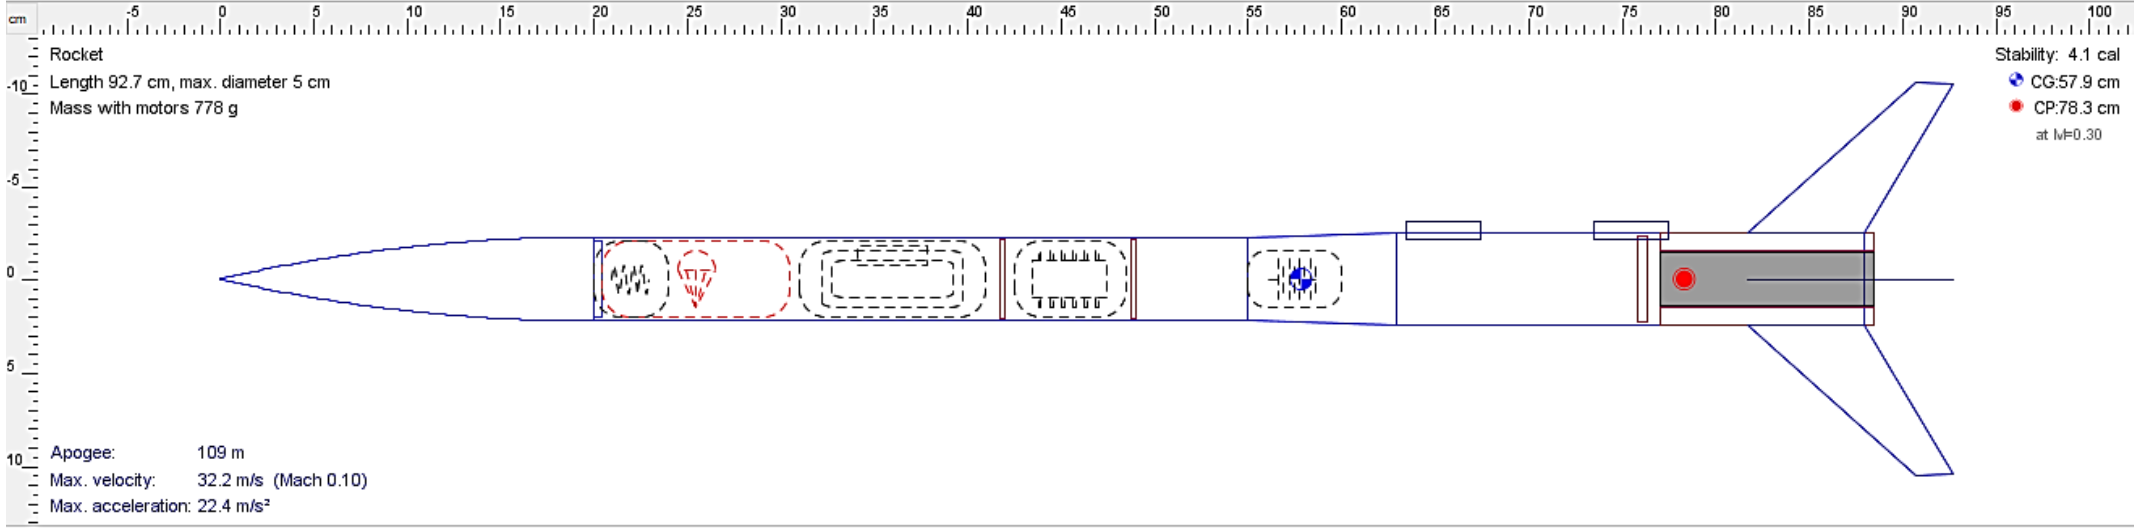 cm
-5 0 5 10 15 20 25 30 35 40 45 50 55 60 65 70 75 80 85 90 95 100
-10
-5
0
5
10
Rocket
Length 92.7 cm, max. diameter 5 cm
Mass with motors 778 g
Stability: 4.1 cal
CG:57.9 cm
CP:78.3 cm
at M=0.30
Apogee: 109 m
Max. velocity: 32.2 m/s (Mach 0.10)
Max. acceleration: 22.4 m/s²